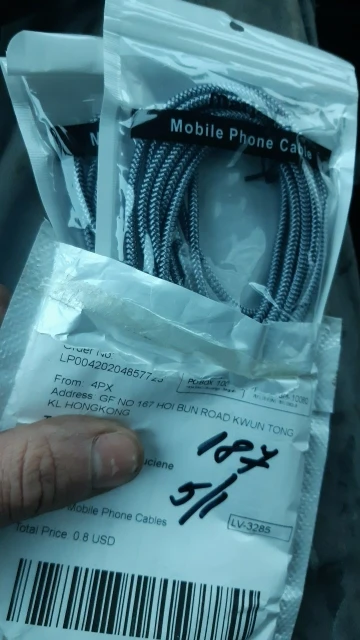 Mobile Phone Cable
M
Order No
LP00420204857723
From: 4PX
Address: GF NO 167 HOI BUN ROAD KWUN TONG
KL HONGKONG
187
5/1
Mobile Phone Cables
LV-3285
Total Price 0.8 USD